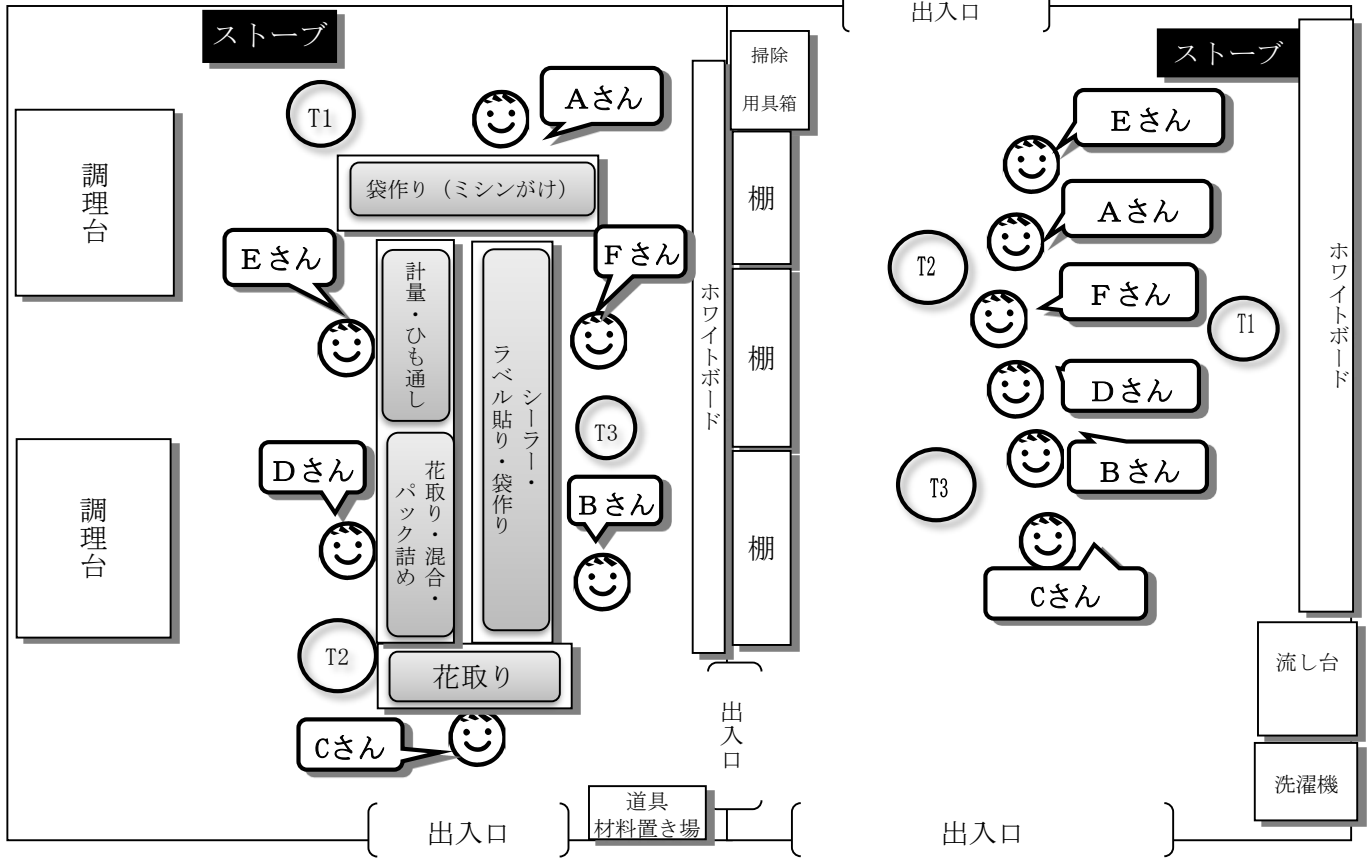 ストーブ
T1
Aさん
袋作り（ミシンがけ）
調理台
Eさん
Fさん
計量・ひも通し
シーラー・
ラベル貼り・袋作り
T3
Dさん
Bさん
花取り・混合・
パック詰め
調理台
T2
花取り
Cさん
ホワイトボード
道具
材料置き場
出入口
出入口
掃除
用具箱
棚
棚
棚
出入口
ストーブ
Eさん
Aさん
T2
Fさん
T1
Dさん
Bさん
T3
Cさん
ホワイトボード
流し台
洗濯機
出入口